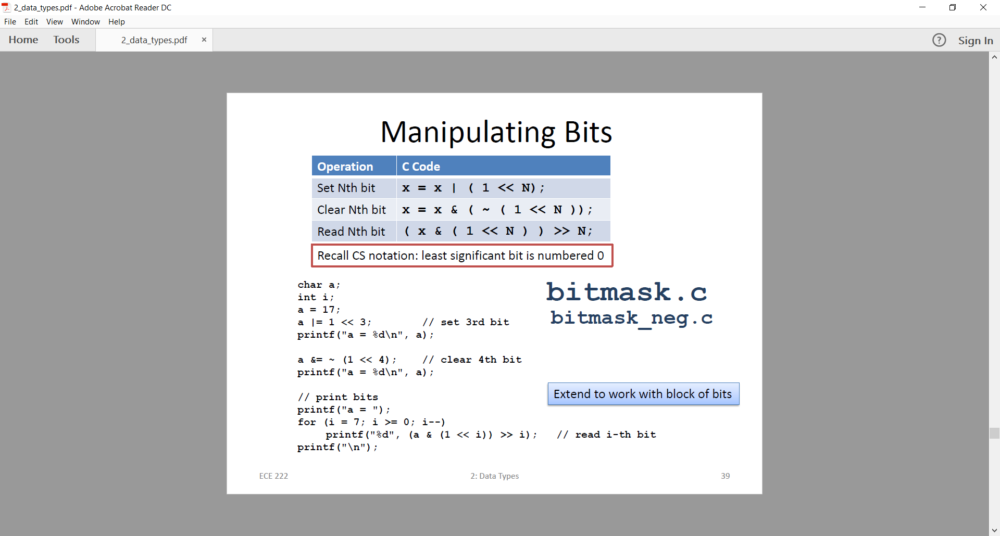 2_data_types.pdf - Adobe Acrobat Reader DC
File Edit View Window Help
Home Tools 2_data_types.pdf × ? Sign In
Manipulating Bits
Operation C Code
Set Nth bit x = x | ( 1 << N);
Clear Nth bit x = x & ( ~ ( 1 << N ));
Read Nth bit ( x & ( 1 << N ) ) >> N;
Recall CS notation: least significant bit is numbered 0
char a;
int i;
a = 17;
a |= 1 << 3; // set 3rd bit
printf("a = %d\n", a);
a &= ~ (1 << 4); // clear 4th bit
printf("a = %d\n", a);
// print bits
printf("a = ");
for (i = 7; i >= 0; i--)
printf("%d", (a & (1 << i)) >> i); // read i-th bit
printf("\n");
bitmask.c
bitmask_neg.c
Extend to work with block of bits
ECE 222 2: Data Types 39